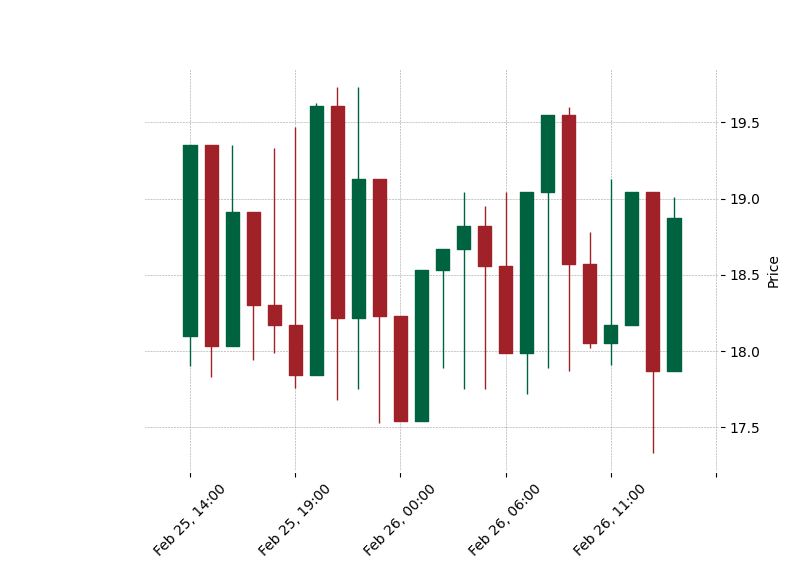 19.5
19.0
18.5
18.0
17.5
Price
Feb 25, 14:00
Feb 25, 19:00
Feb 26, 00:00
Feb 26, 06:00
Feb 26, 11:00